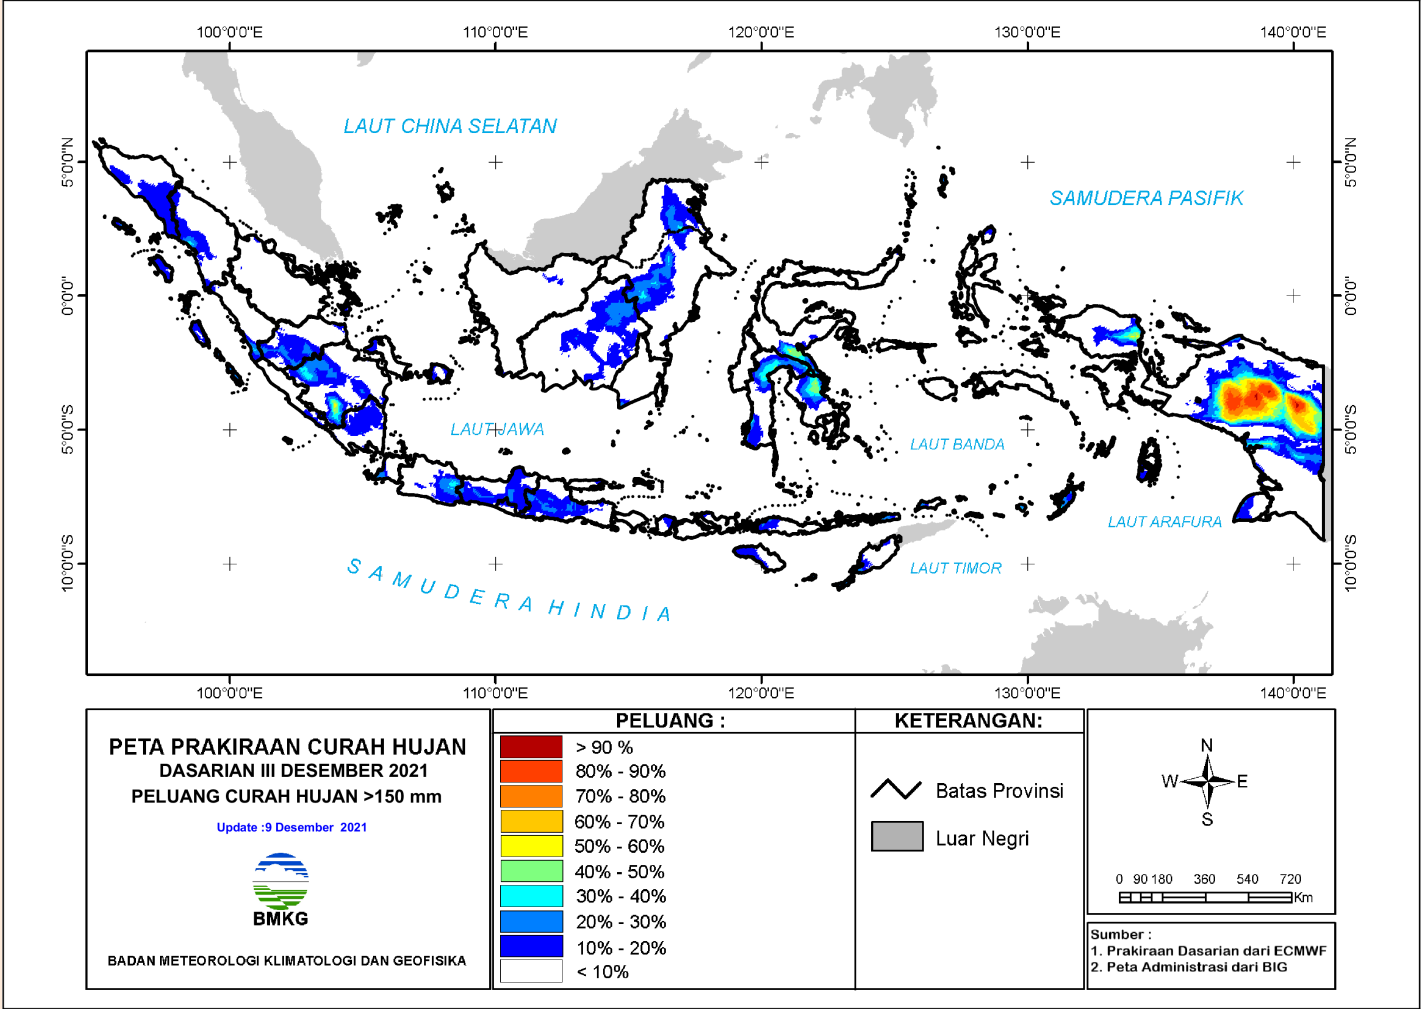 100°0'0"E 110°0'0"E 120°0'0"E 130°0'0"E 140°0'0"E
5°0'0"N
0°0'0"
5°0'0"S
10°0'0"S
5°0'0"N
0°0'0"
5°0'0"S
10°0'0"S
LAUT CHINA SELATAN
SAMUDERA PASIFIK
LAUT JAWA
LAUT BANDA
LAUT ARAFURA
LAUT TIMOR
SAMUDERA HINDIA
100°0'0"E 110°0'0"E 120°0'0"E 130°0'0"E 140°0'0"E
PETA PRAKIRAAN CURAH HUJAN
DASARIAN III DESEMBER 2021
PELUANG CURAH HUJAN >150 mm
Update :9 Desember 2021
BMKG
BADAN METEOROLOGI KLIMATOLOGI DAN GEOFISIKA
PELUANG :
> 90 %
80% - 90%
70% - 80%
60% - 70%
50% - 60%
40% - 50%
30% - 40%
20% - 30%
10% - 20%
< 10%
KETERANGAN:
Batas Provinsi
Luar Negri
N
W E
S
0 90 180 360 540 720
Km
Sumber :
1. Prakiraan Dasarian dari ECMWF
2. Peta Administrasi dari BIG